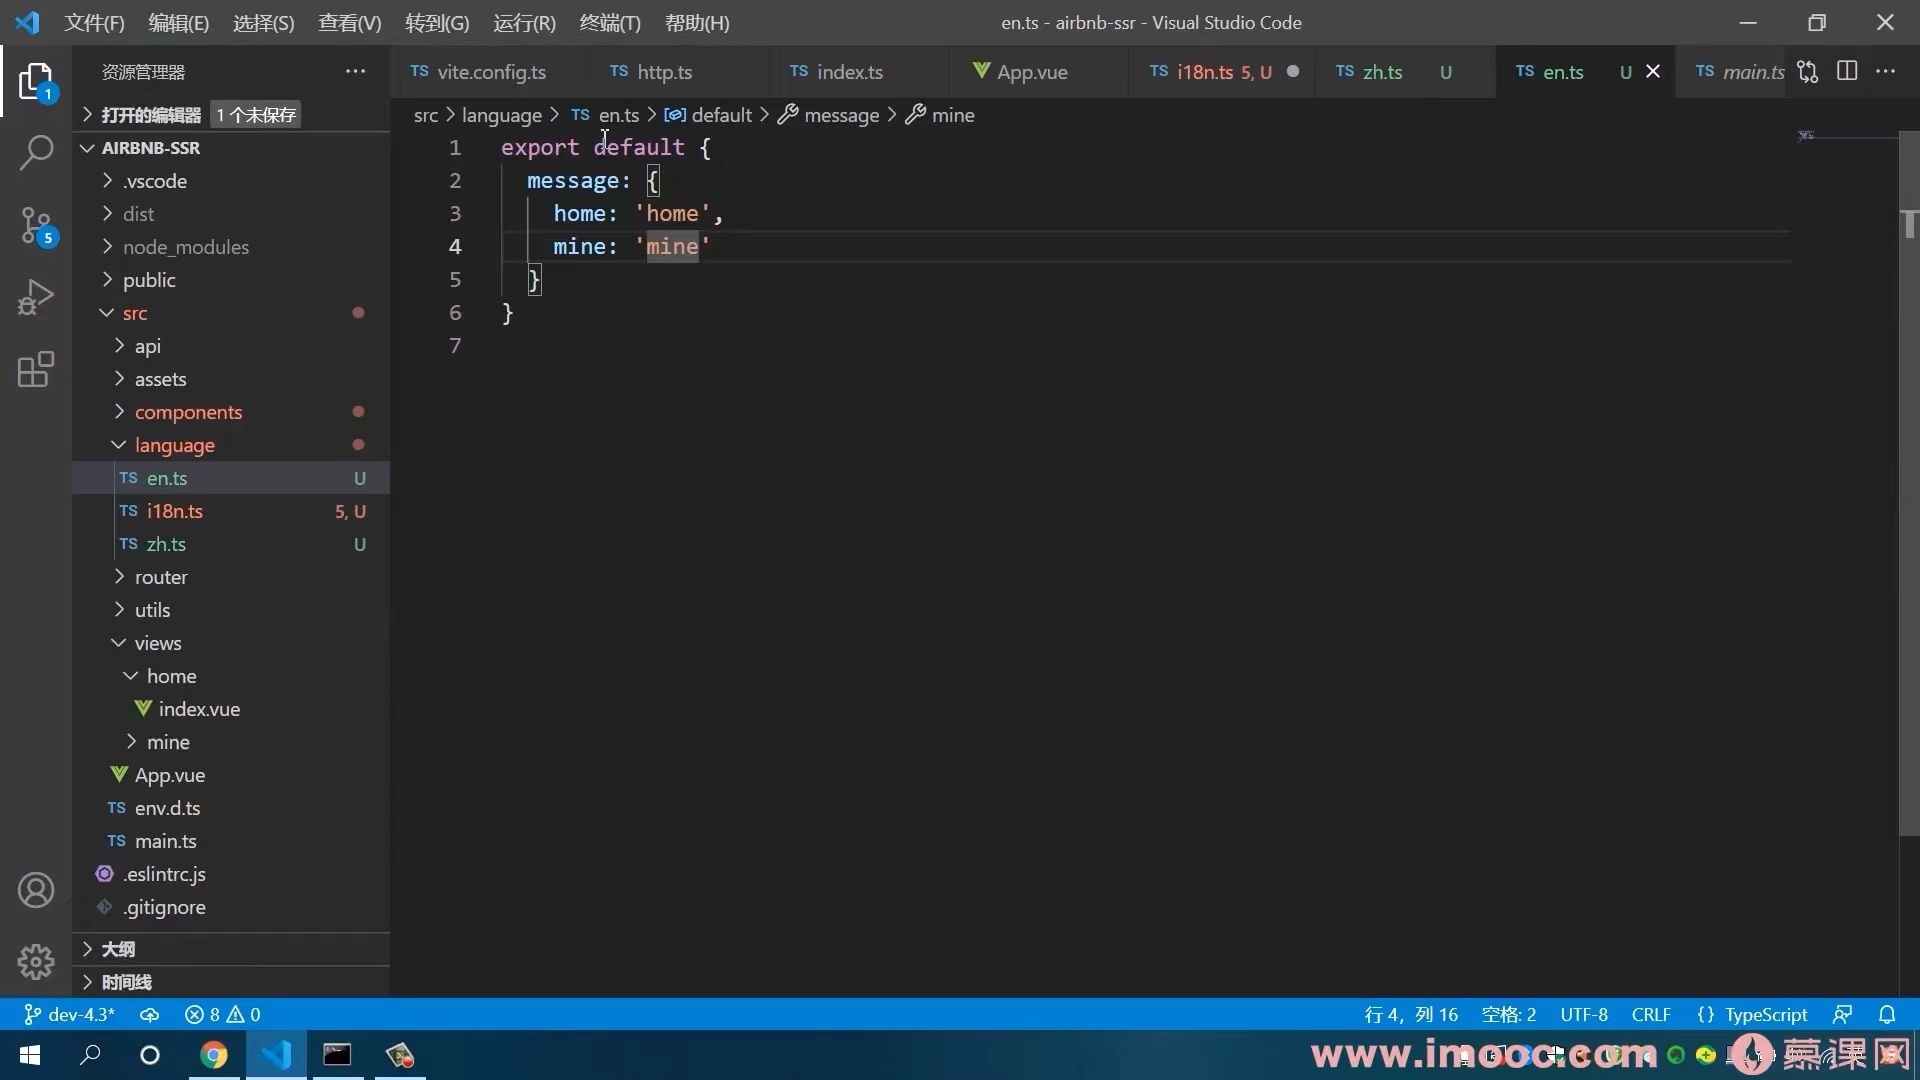 文件(F) 编辑(E) 选择(S) 查看(V) 转到(G) 运行(R) 终端(T) 帮助(H) en.ts - airbnb-ssr - Visual Studio Code
资源管理器 ···
TS vite.config.ts TS http.ts TS index.ts App.vue TS i18n.ts 5, U TS zh.ts U TS en.ts U TS main.ts ···
1
打开的编辑器 1 个未保存
src > language > TS en.ts > default > message > mine
AIRBNB-SSR
.vscode
dist
node_modules
public
src
api
assets
components
language
TS en.ts U
TS i18n.ts 5, U
TS zh.ts U
router
utils
views
home
index.vue
mine
App.vue
TS env.d.ts
TS main.ts
.eslintrc.js
.gitignore
大纲
时间线
5
1 export default {
2 message: {
3 home: 'home',
4 mine: 'mine'
5 }
6 }
7
dev-4.3* 8 0 行 4，列 16 空格: 2 UTF-8 CRLF {} TypeScript
www.imooc.com 慕课网